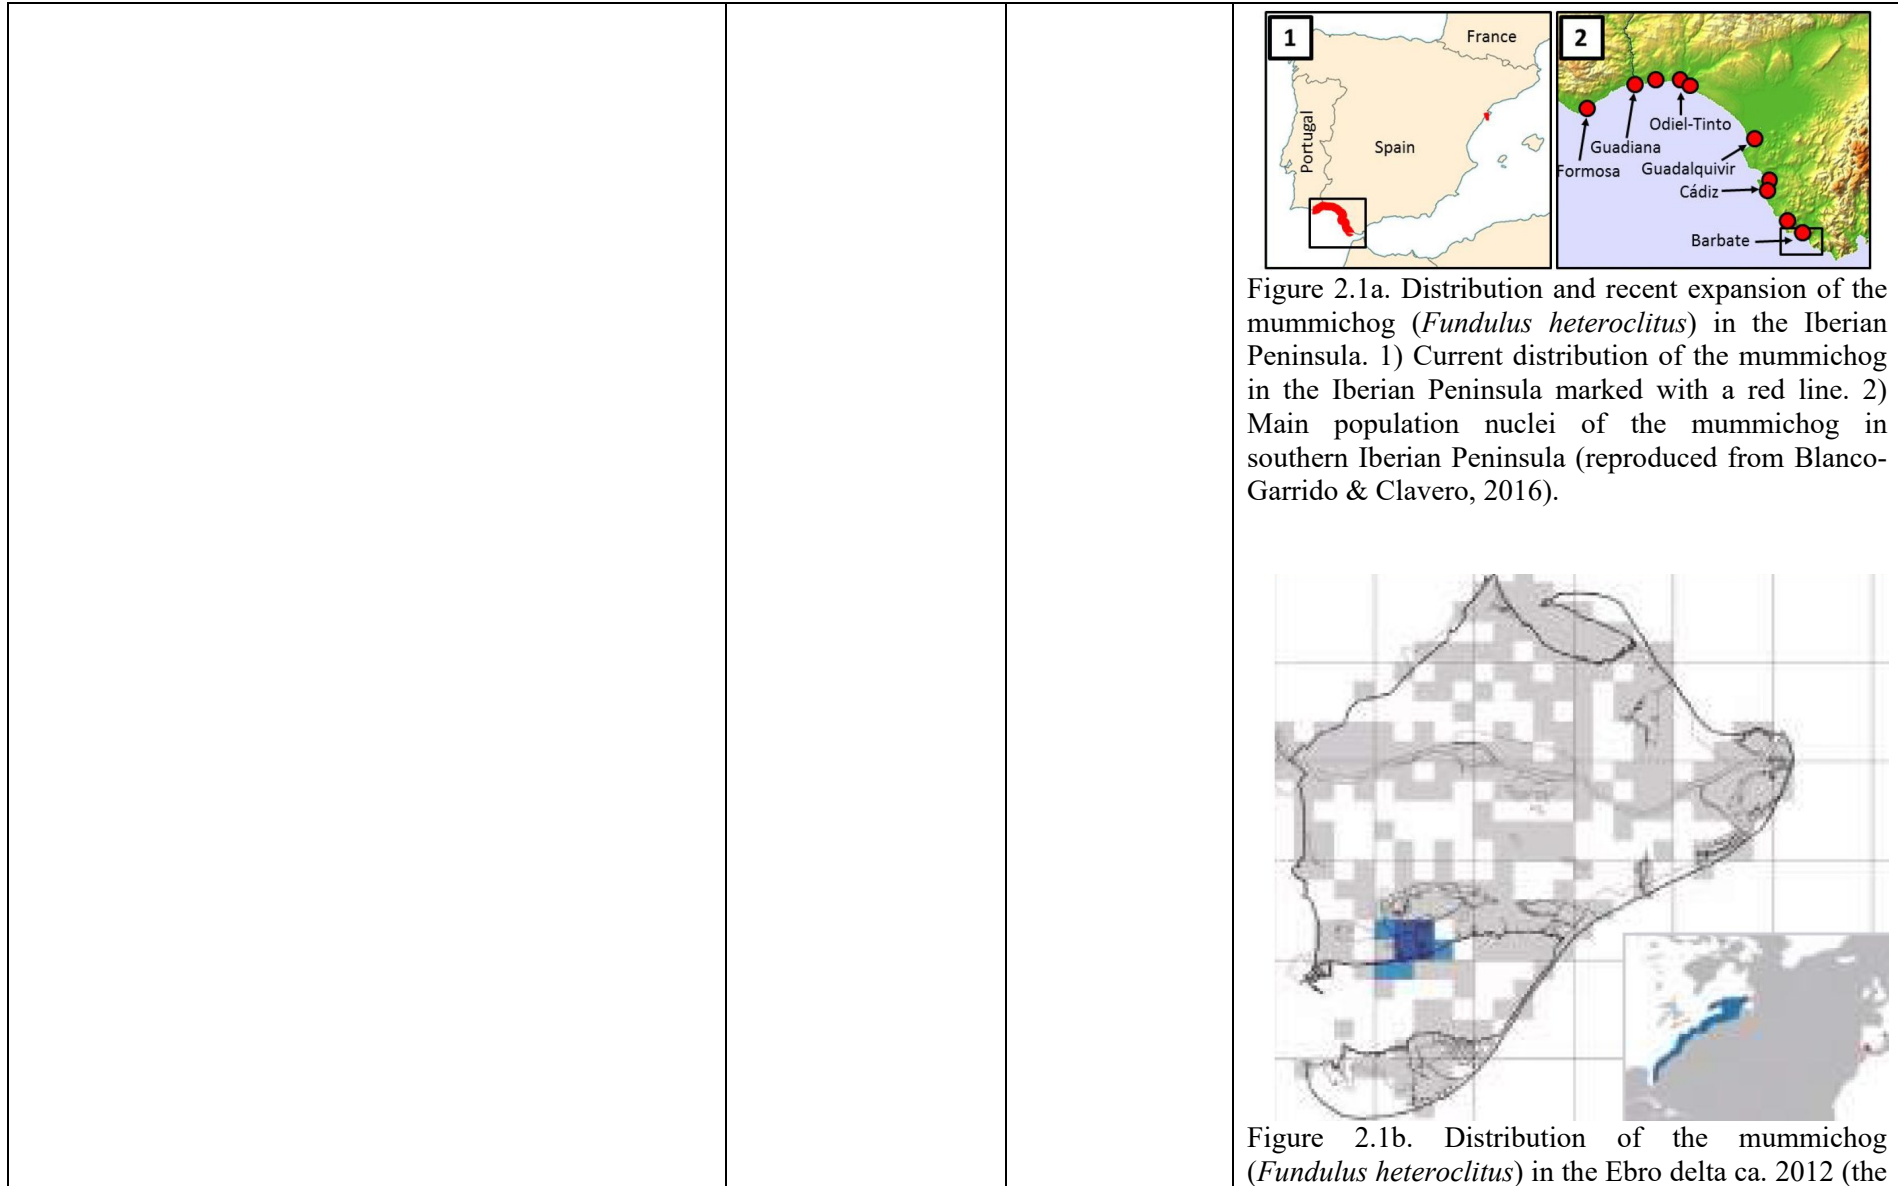 1
France
Portugal
Spain
2
Odiel-Tinto
Guadiana
Formosa
Guadalquivir
Cádiz
Barbate
Figure 2.1a. Distribution and recent expansion of the
mummichog (Fundulus heteroclitus) in the Iberian
Peninsula. 1) Current distribution of the mummichog
in the Iberian Peninsula marked with a red line. 2)
Main population nuclei of the mummichog in
southern Iberian Peninsula (reproduced from Blanco-
Garrido & Clavero, 2016).
Figure 2.1b. Distribution of the mummichog
(Fundulus heteroclitus) in the Ebro delta ca. 2012 (the